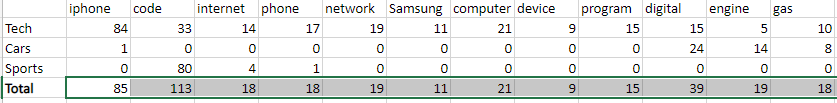 iphone code internet phone network Samsung computer device program digital engine gas
Tech 84 33 14 17 19 11 21 9 15 15 5 10
Cars 1 0 0 0 0 0 0 0 0 24 14 8
Sports 0 80 4 1 0 0 0 0 0 0 0 0
Total 85 113 18 18 19 11 21 9 15 39 19 18